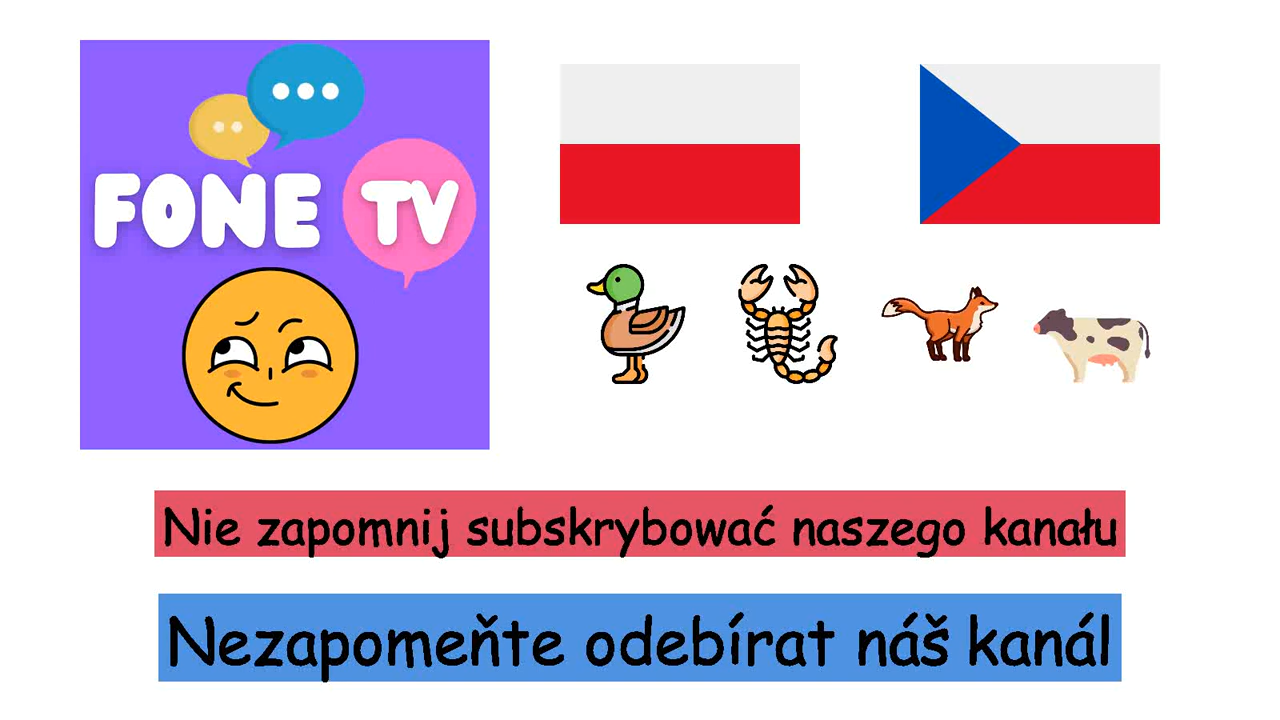 FONE TV
Nie zapomnij subskrybować naszego kanału
Nezapomeňte odebírat náš kanál